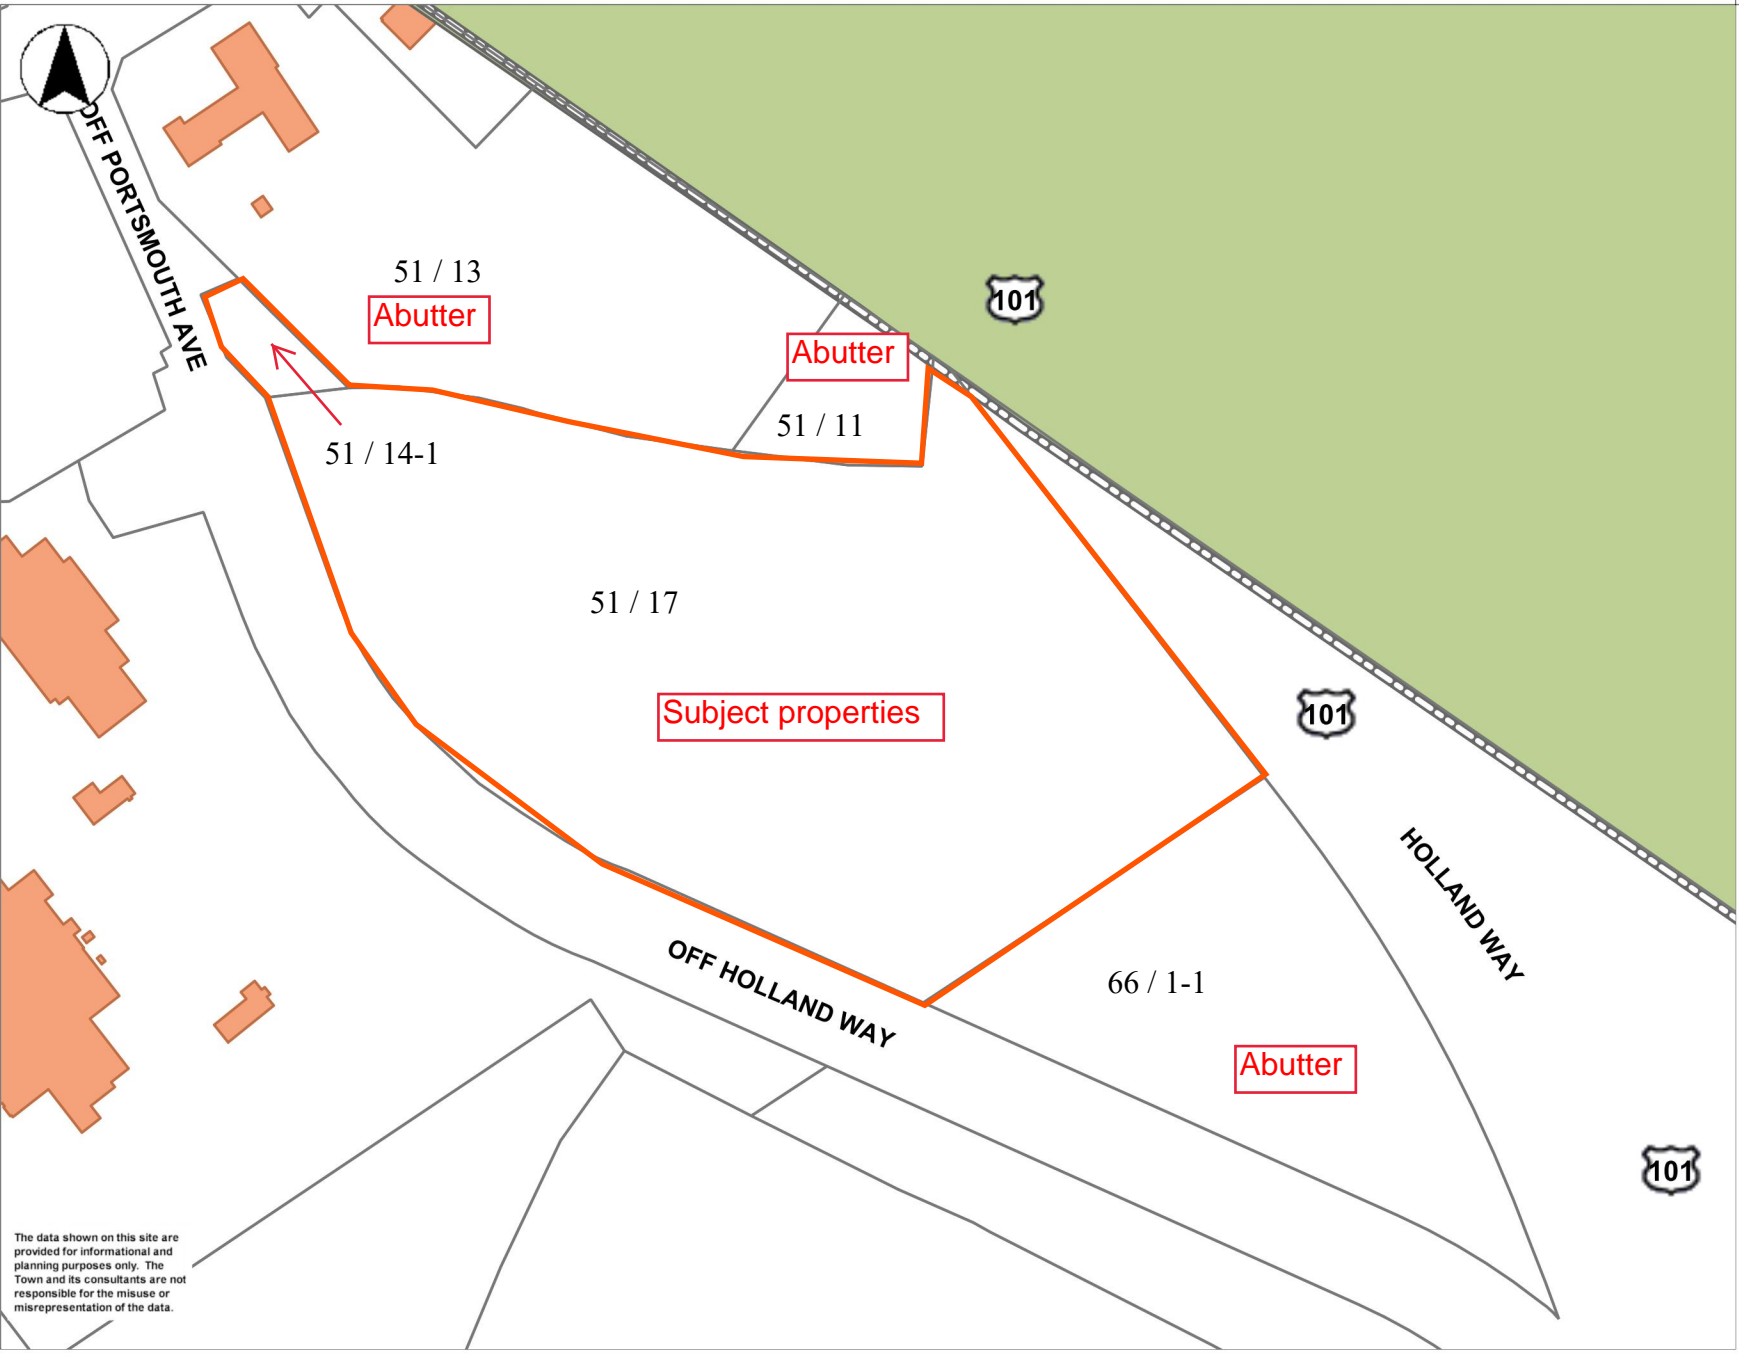 OFF PORTSMOUTH AVE
51 / 13
Abutter
101
Abutter
51 / 11
51 / 14-1
51 / 17
Subject properties
101
HOLLAND WAY
OFF HOLLAND WAY
66 / 1-1
Abutter
101
The data shown on this site are
provided for informational and
planning purposes only. The
Town and its consultants are not
responsible for the misuse or
misrepresentation of the data.